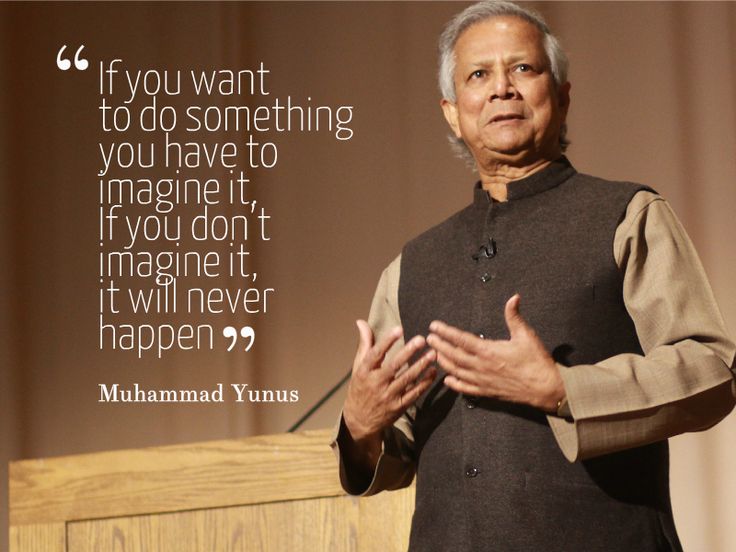 “ If you want
to do something
you have to
imagine it,
If you don't
imagine it,
it will never
happen ”
Muhammad Yunus